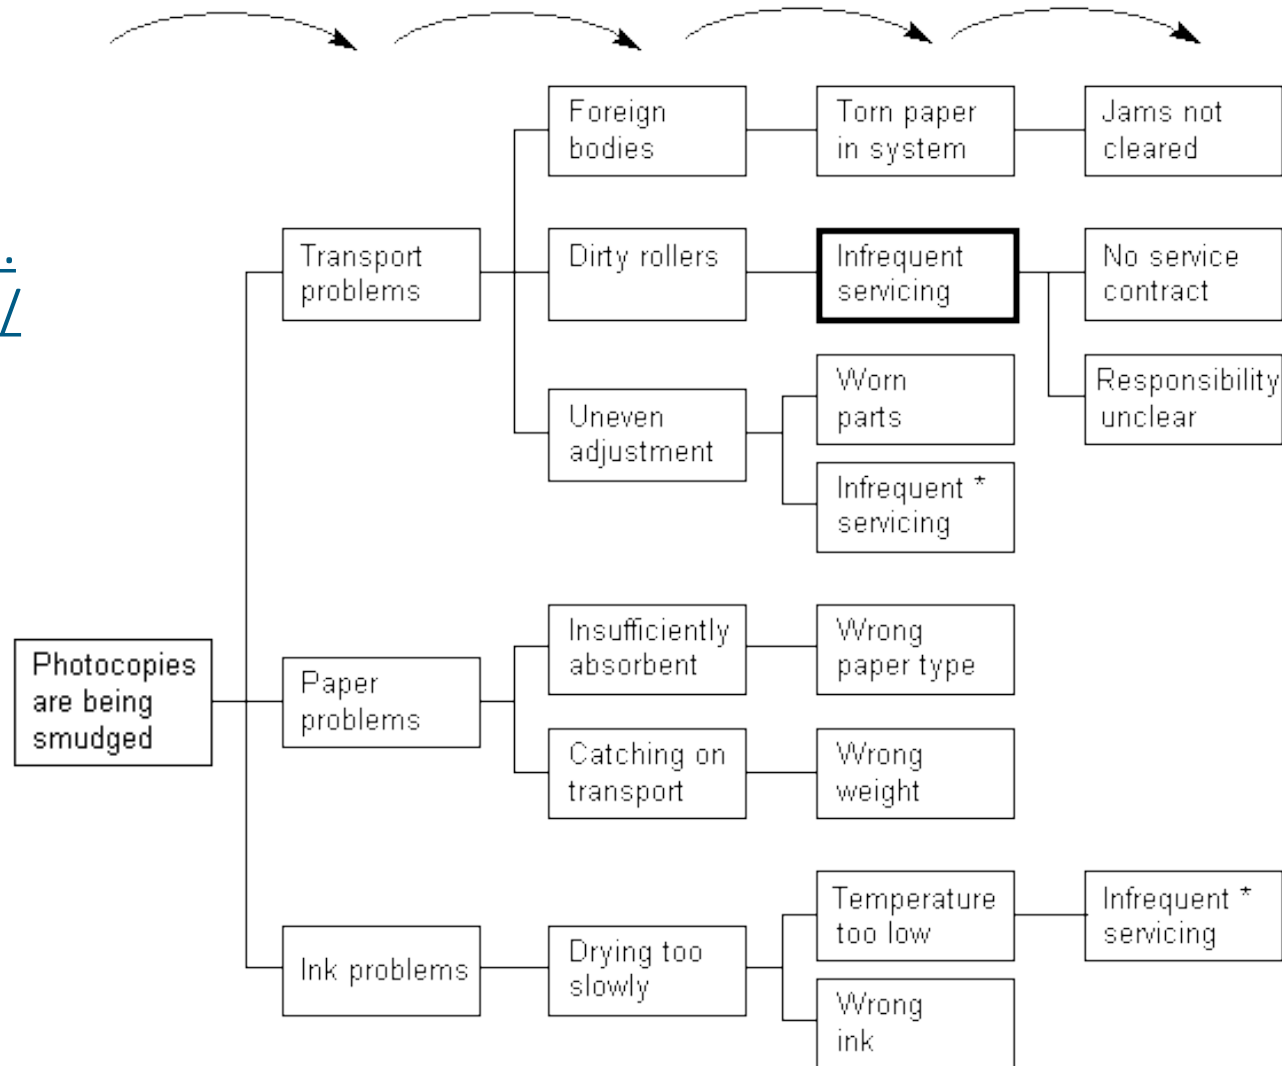 Foreign
bodies
Torn paper
in system
Jams not
cleared
Transport
problems
Dirty rollers
Infrequent
servicing
No service
contract
Uneven
adjustment
Worn
parts
Responsibility
unclear
Infrequent *
servicing
Photocopies
are being
smudged
Paper
problems
Insufficiently
absorbent
Wrong
paper type
Catching on
transport
Wrong
weight
Ink problems
Drying too
slowly
Temperature
too low
Infrequent *
servicing
Wrong
ink